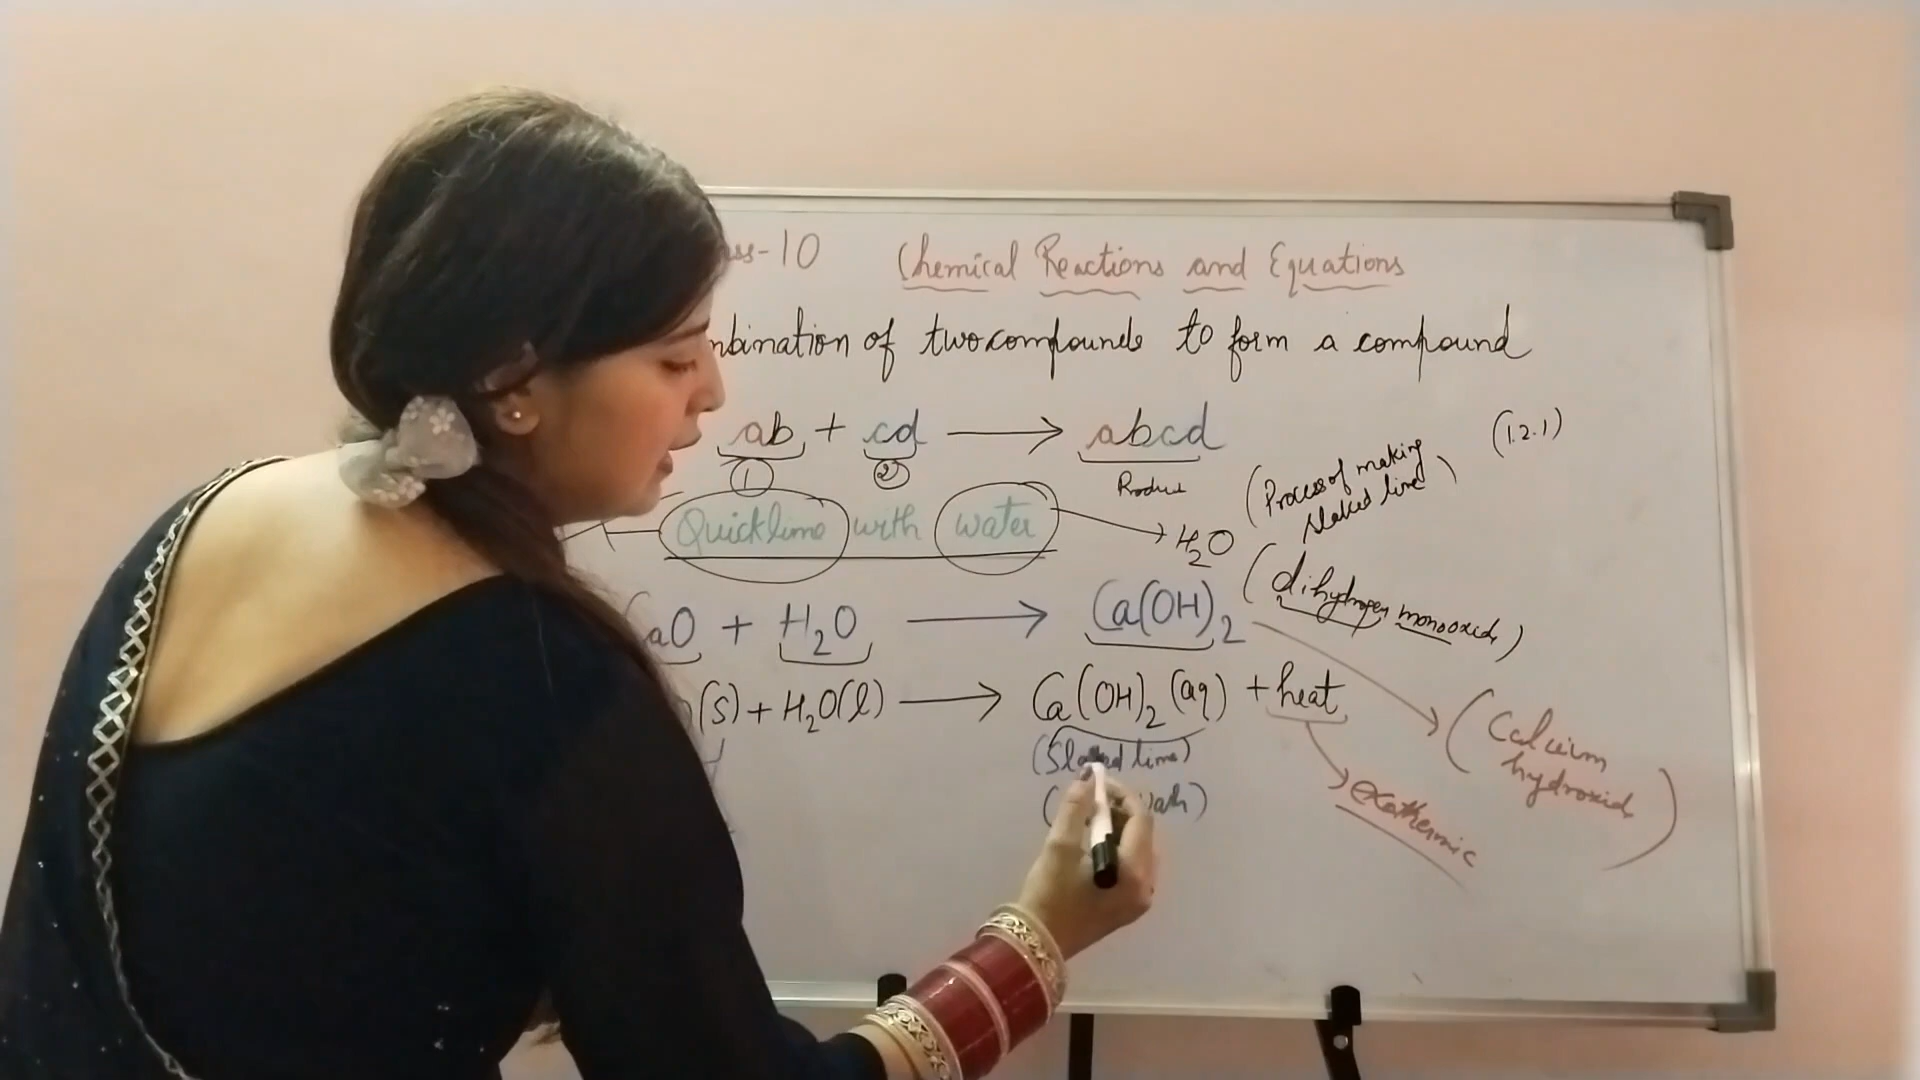 ss-10 Chemical Reactions and Equations
nbination of two compounds to form a compound
ab + cd → abcd
1 2 Product
(1.2.1)
(Process of making
slaked lime)
Quicklime with water → H₂O
(dihydrogen monooxide)
CaO + H₂O → Ca(OH)₂
(s) + H₂O(l) → Ca(OH)₂ (aq) + heat
(Calcium
hydroxide)
(Slaked lime)
exothermic